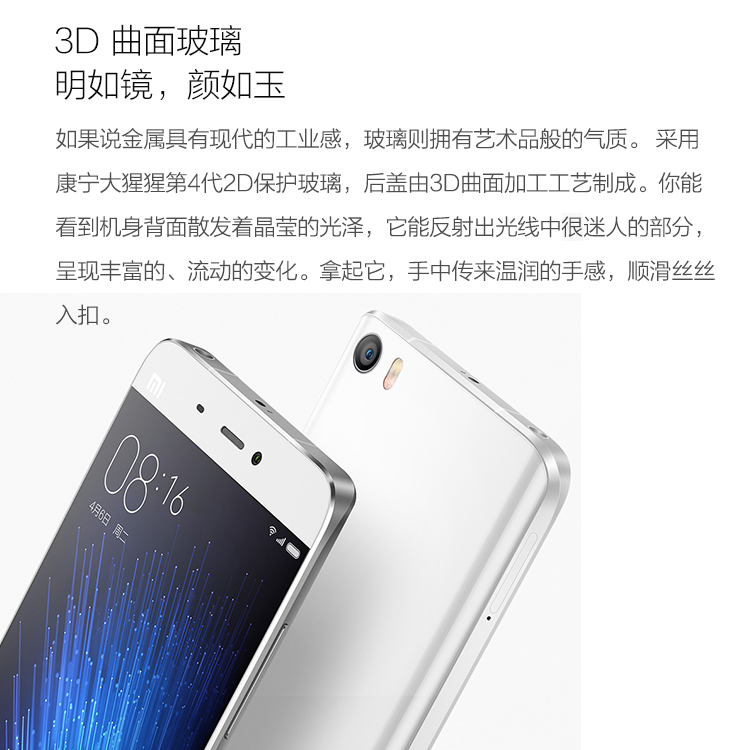 3D 曲面玻璃
明如镜，颜如玉
如果说金属具有现代的工业感，玻璃则拥有艺术品般的气质。 采用
康宁大猩猩第4代2D保护玻璃，后盖由3D曲面加工工艺制成。你能
看到机身背面散发着晶莹的光泽，它能反射出光线中很迷人的部分，
呈现丰富的、流动的变化。拿起它，手中传来温润的手感，顺滑丝丝
入扣。
MI
08:16
4月6日 周二